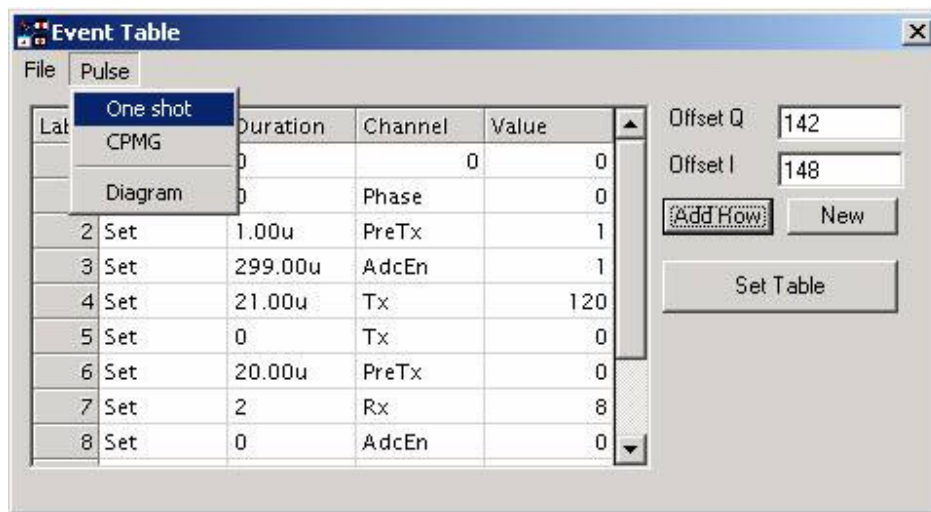 Event Table
File Pulse
One shot
CPMG
Diagram
Duration Channel Value
0 0 0
0 Phase 0
2 Set 1.00u PreTx 1
3 Set 299.00u AdcEn 1
4 Set 21.00u Tx 120
5 Set 0 Tx 0
6 Set 20.00u PreTx 0
7 Set 2 Rx 8
8 Set 0 AdcEn 0
Offset Q 142
Offset I 148
Add Row New
Set Table